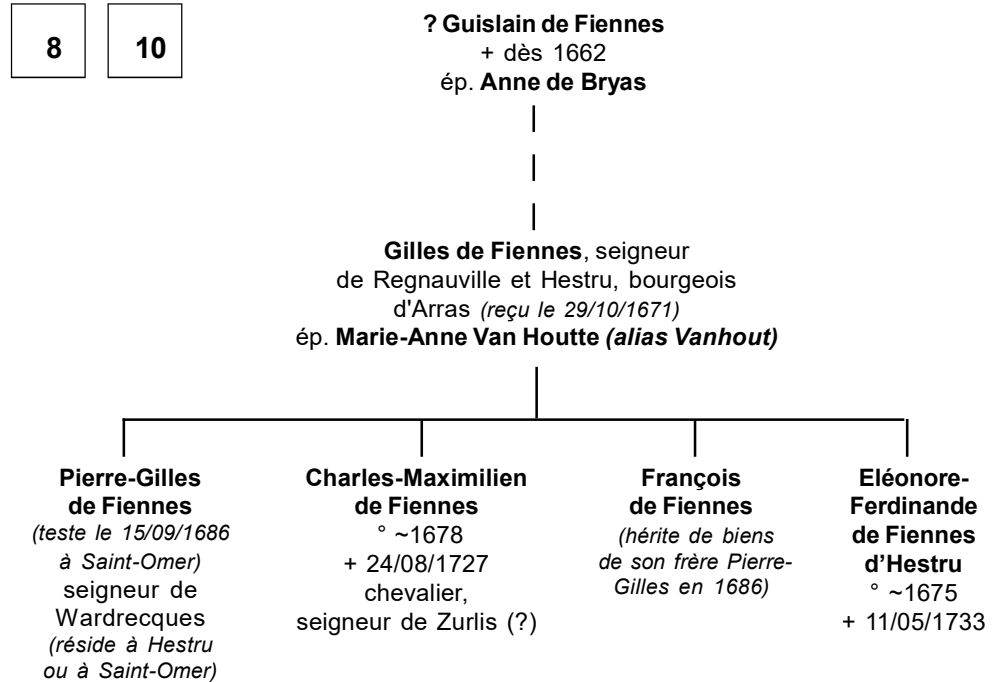 8
10
? Guislain de Fiennes
+ dès 1662
ép. Anne de Bryas
Gilles de Fiennes, seigneur
de Regnauville et Hestru, bourgeois
d'Arras (reçu le 29/10/1671)
ép. Marie-Anne Van Houtte (alias Vanhout)
Pierre-Gilles
de Fiennes
(teste le 15/09/1686
à Saint-Omer)
seigneur de
Wardrecques
(réside à Hestru
ou à Saint-Omer)
Charles-Maximilien
de Fiennes
° ~1678
+ 24/08/1727
chevalier,
seigneur de Zurlis (?)
François
de Fiennes
(hérite de biens
de son frère Pierre-
Gilles en 1686)
Eléonore-
Ferdinande
de Fiennes
d’Hestru
° ~1675
+ 11/05/1733